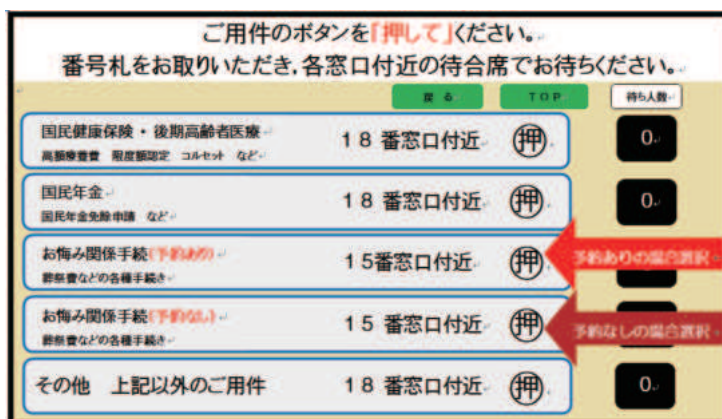 ご用件のボタンを「押して」ください。
番号札をお取りいただき,各窓口付近の待合席でお待ちください。
戻る TOP 待ち人数
国民健康保険・後期高齢者医療 18 番窓口付近 押 0
高額療養費 限度額認定 コルセット など
国民年金 18 番窓口付近 押 0
国民年金免除申請 など
お悔み関係手続(予約あり) 15番窓口付近 押 予約ありの場合選択
葬祭費などの各種手続き
お悔み関係手続(予約なし) 15 番窓口付近 押 予約なしの場合選択
葬祭費などの各種手続き
その他 上記以外のご用件 18 番窓口付近 押 0